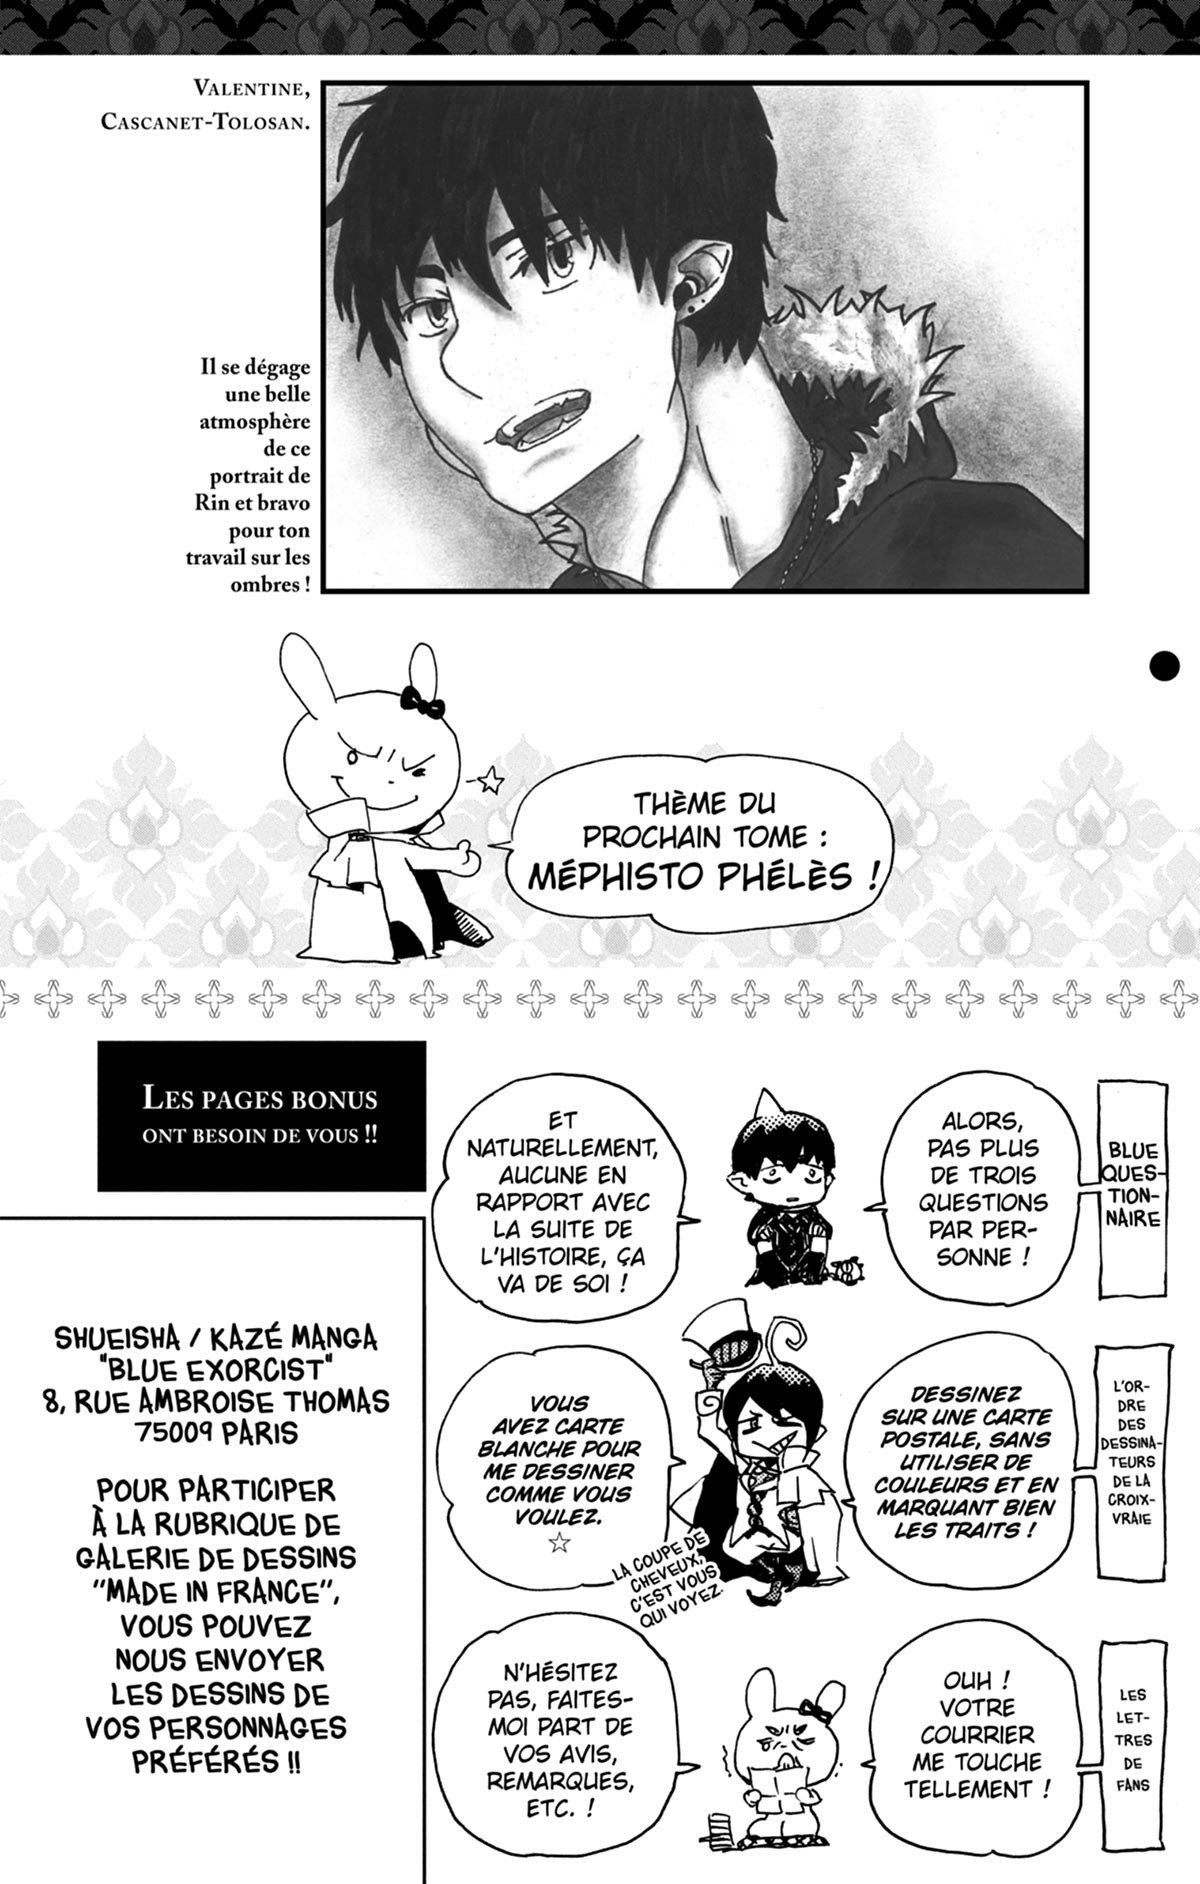 Valentine,
Cascanet-Tolosan.
Il se dégage
une belle
atmosphère
de ce
portrait de
Rin et bravo
pour ton
travail sur les
ombres !
THÈME DU
PROCHAIN TOME :
MÉPHISTO PHÉLÈS !
Les pages bonus
ont besoin de vous !!
SHUEISHA / KAZÉ MANGA
"BLUE EXORCIST"
8, RUE AMBROISE THOMAS
75009 PARIS
POUR PARTICIPER
À LA RUBRIQUE DE
GALERIE DE DESSINS
“MADE IN FRANCE”,
VOUS POUVEZ
NOUS ENVOYER
LES DESSINS DE
VOS PERSONNAGES
PRÉFÉRÉS !!
BLUE
QUES-
TION-
NAIRE
ALORS,
PAS PLUS
DE TROIS
QUESTIONS
PAR PER-
SONNE !
ET
NATURELLEMENT,
AUCUNE EN
RAPPORT AVEC
LA SUITE DE
L'HISTOIRE, ÇA
VA DE SOI !
L'OR-
DRE
DES
DESSINA-
TEURS
DE LA
CROIX-
VRAIE
DESSINEZ
SUR UNE CARTE
POSTALE, SANS
UTILISER DE
COULEURS ET EN
MARQUANT BIEN
LES TRAITS !
VOUS
AVEZ CARTE
BLANCHE POUR
ME DESSINER
COMME VOUS
VOULEZ.
☆
LA COUPE DE
CHEVEUX,
C'EST VOUS
QUI VOYEZ.
LES
LET-
TRES
DE
FANS
OUH !
VOTRE
COURRIER
ME TOUCHE
TELLEMENT !
N'HÉSITEZ
PAS, FAITES-
MOI PART DE
VOS AVIS,
REMARQUES,
ETC. !